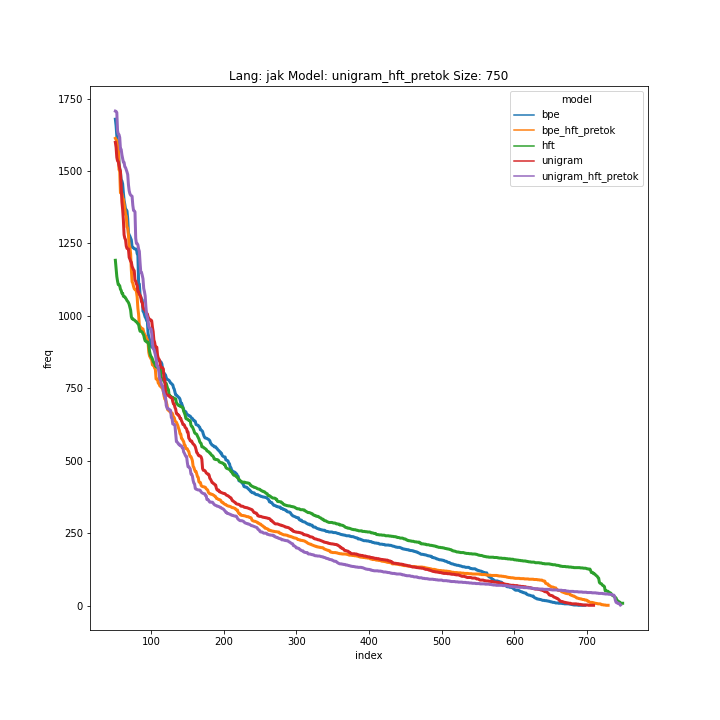 Lang: jak Model: unigram_hft_pretok Size: 750
model
bpe
bpe_hft_pretok
hft
unigram
unigram_hft_pretok
1750
1500
1250
1000
750
500
250
0
freq
100 200 300 400 500 600 700
index